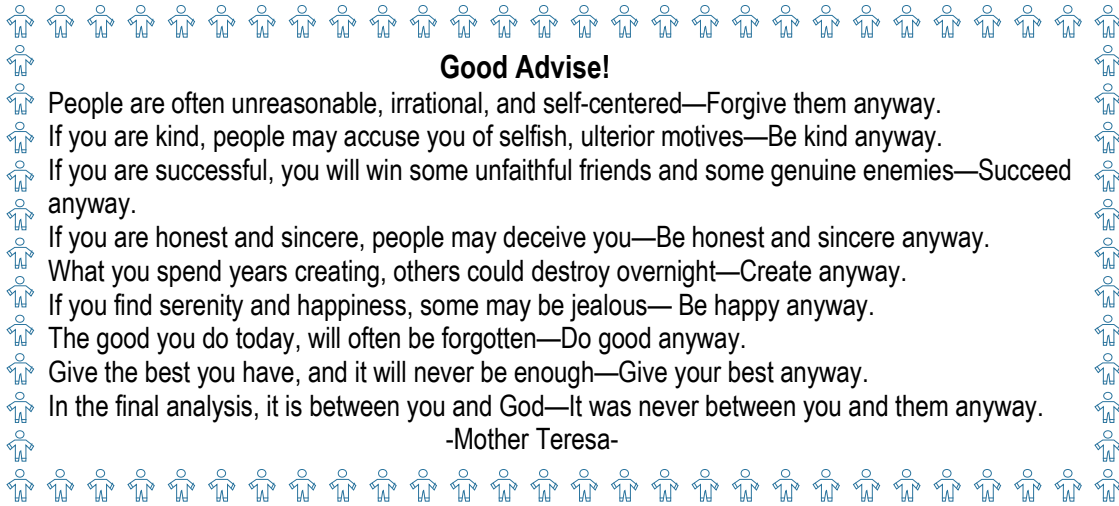 Good Advise!
People are often unreasonable, irrational, and self-centered—Forgive them anyway.
If you are kind, people may accuse you of selfish, ulterior motives—Be kind anyway.
If you are successful, you will win some unfaithful friends and some genuine enemies—Succeed
anyway.
If you are honest and sincere, people may deceive you—Be honest and sincere anyway.
What you spend years creating, others could destroy overnight—Create anyway.
If you find serenity and happiness, some may be jealous— Be happy anyway.
The good you do today, will often be forgotten—Do good anyway.
Give the best you have, and it will never be enough—Give your best anyway.
In the final analysis, it is between you and God—It was never between you and them anyway.
-Mother Teresa-